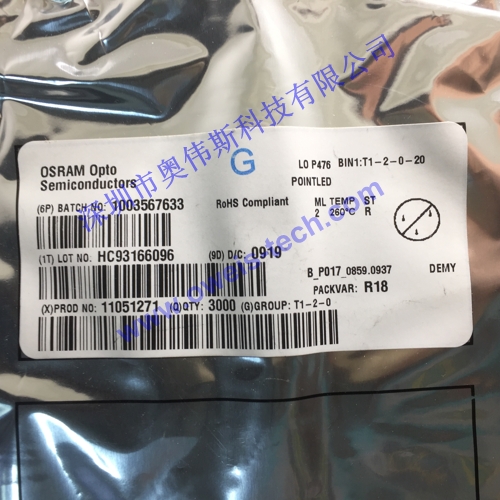 OSRAM Opto
Semiconductors
G
LO P476 BIN1:T1-2-0-20
POINTLED
(6P) BATCH NO: 1003567633
RoHS Compliant
ML TEMP ST
2 260°C R
(1T) LOT NO: HC93166096
(9D) D/C: 0919
B_P017_0859.0937 DEMY
PACKVAR: R18
(X)PROD NO: 11051271 (Q)QTY: 3000 (G)GROUP: T1-2-0
深圳市奥伟斯科技有限公司
www.oweis-tech.com